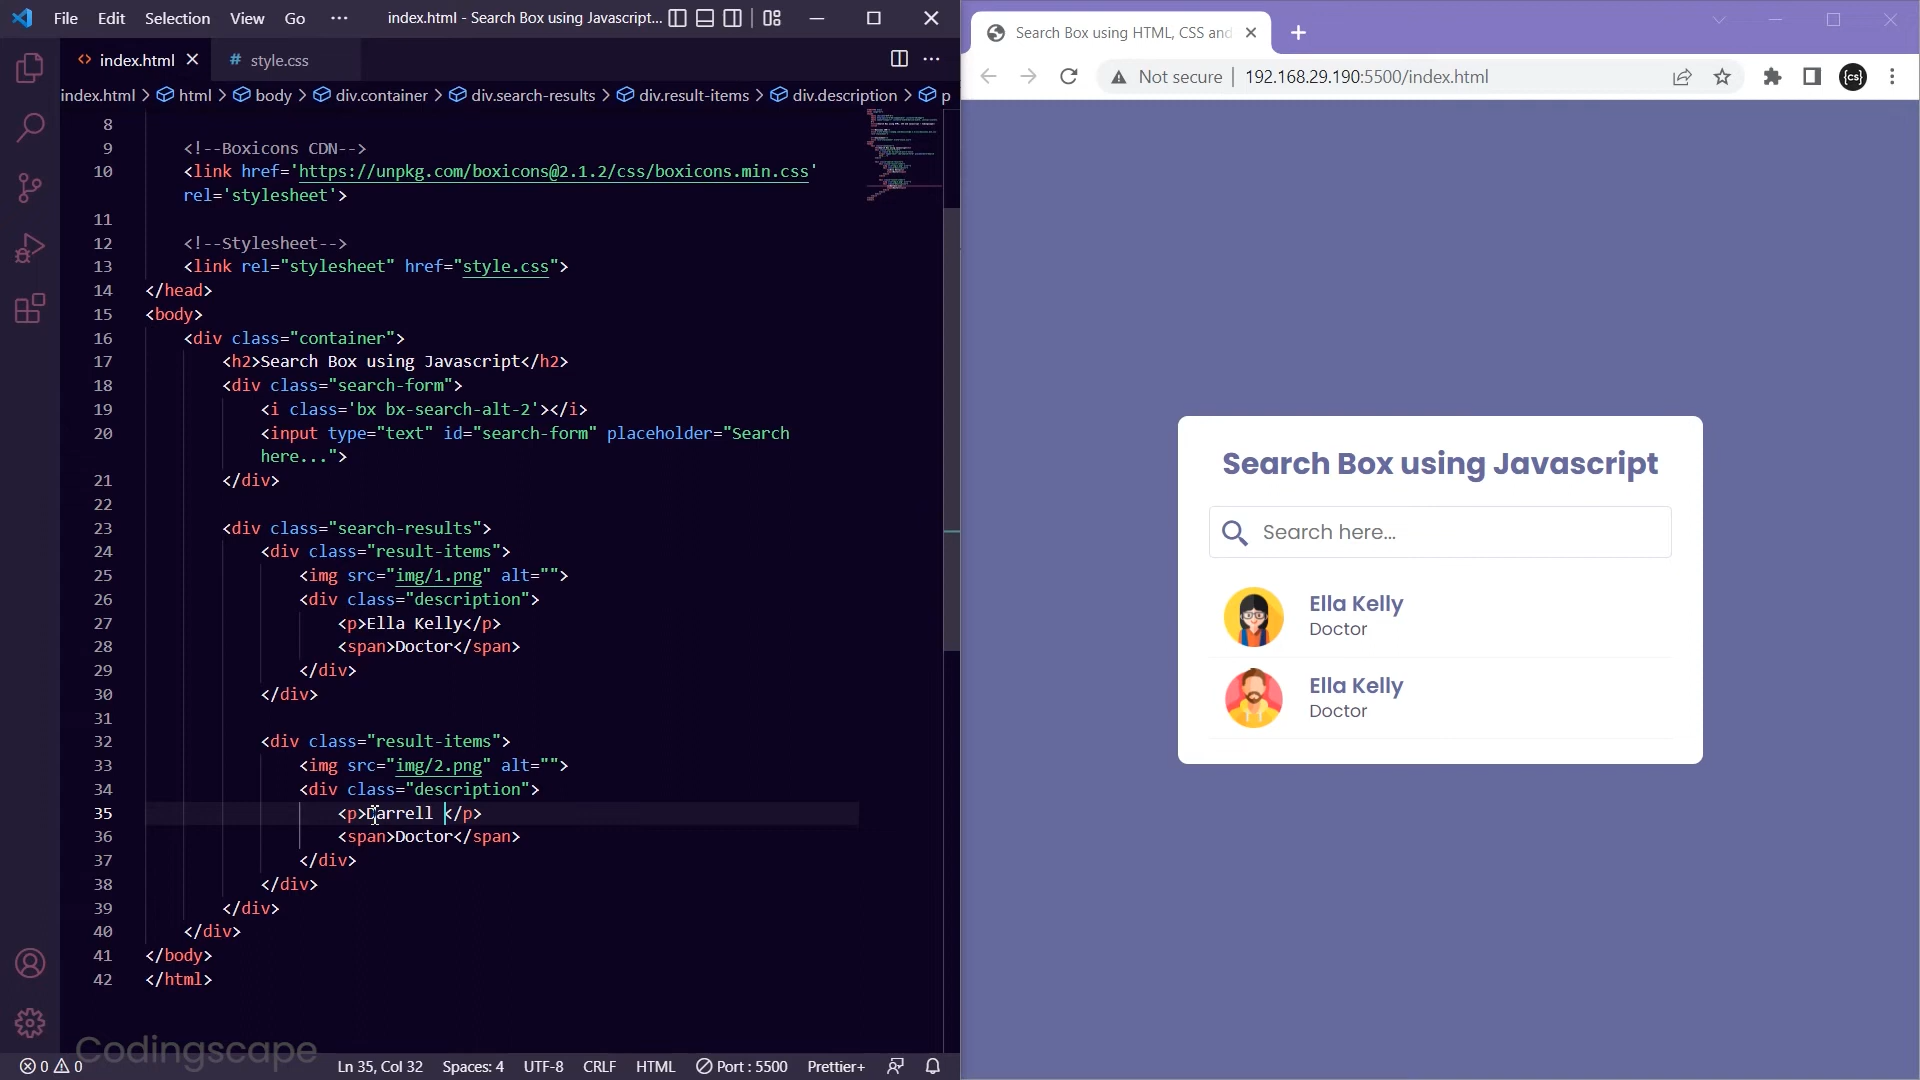 File Edit Selection View Go ··· index.html - Search Box using Javascript...
index.html style.css
index.html > html > body > div.container > div.search-results > div.result-items > div.description > p
8
9 <!--Boxicons CDN-->
10 <link href='https://unpkg.com/boxicons@2.1.2/css/boxicons.min.css'
rel='stylesheet'>
11
12 <!--Stylesheet-->
13 <link rel="stylesheet" href="style.css">
14 </head>
15 <body>
16 <div class="container">
17 <h2>Search Box using Javascript</h2>
18 <div class="search-form">
19 <i class='bx bx-search-alt-2'></i>
20 <input type="text" id="search-form" placeholder="Search
here...">
21 </div>
22
23 <div class="search-results">
24 <div class="result-items">
25 <img src="img/1.png" alt="">
26 <div class="description">
27 <p>Ella Kelly</p>
28 <span>Doctor</span>
29 </div>
30 </div>
31
32 <div class="result-items">
33 <img src="img/2.png" alt="">
34 <div class="description">
35 <p>Darrell </p>
36 <span>Doctor</span>
37 </div>
38 </div>
39 </div>
40 </div>
41 </body>
42 </html>
Codingscape
0 0 Ln 35, Col 32 Spaces: 4 UTF-8 CRLF HTML Port : 5500 Prettier+
Search Box using HTML, CSS and
Not secure | 192.168.29.190:5500/index.html
{cs}
Search Box using Javascript
Search here...
Ella Kelly
Doctor
Ella Kelly
Doctor